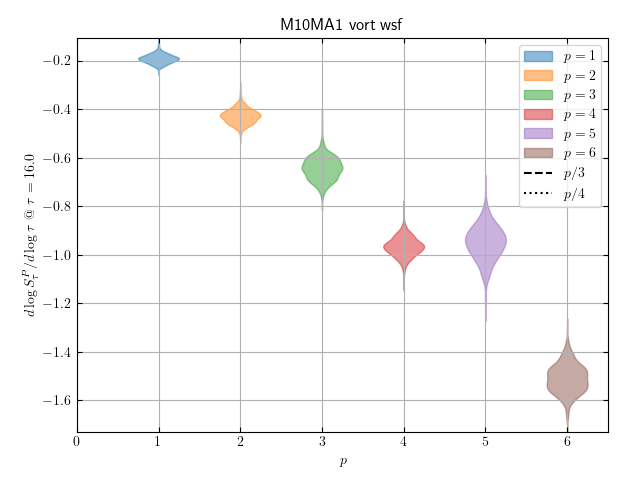 M10MA1 vort wsf
d log S_τ^P / d log τ @ τ = 16.0
−0.2
−0.4
−0.6
−0.8
−1.0
−1.2
−1.4
−1.6
p = 1
p = 2
p = 3
p = 4
p = 5
p = 6
p/3
p/4
0 1 2 3 4 5 6
p